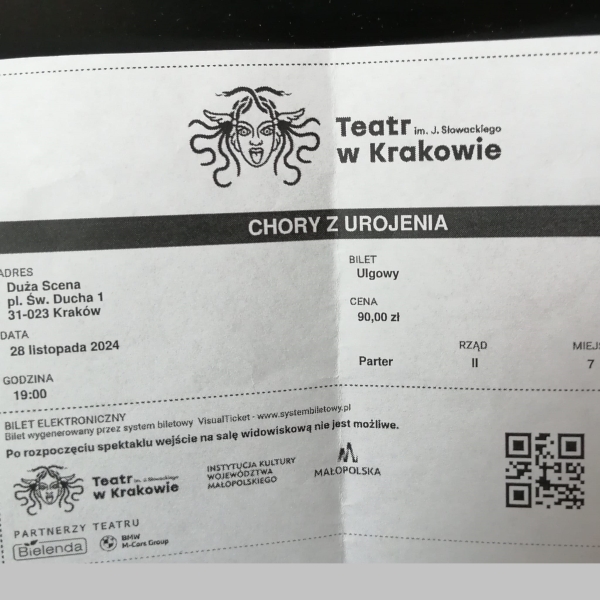 Teatr im. J. Słowackiego
w Krakowie
CHORY Z UROJENIA
ADRES
Duża Scena
pl. Św. Ducha 1
31-023 Kraków
DATA
28 listopada 2024
GODZINA
19:00
BILET
Ulgowy
CENA
90,00 zł
RZĄD
MIEJS
Parter
II
7
BILET ELEKTRONICZNY
Bilet wygenerowany przez system biletowy VisualTicket - www.systembiletowy.pl
Po rozpoczęciu spektaklu wejście na salę widowiskową nie jest możliwe.
Teatr im. J. Słowackiego
w Krakowie
INSTYTUCJA KULTURY
WOJEWÓDZTWA
MAŁOPOLSKIEGO
MAŁOPOLSKA
PARTNERZY TEATRU
Bielenda
BMW
M-Cars Group